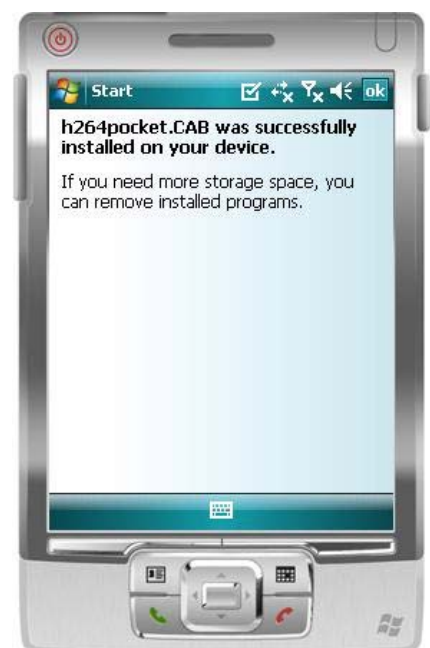 Start
ok
h264pocket.CAB was successfully
installed on your device.
If you need more storage space, you
can remove installed programs.